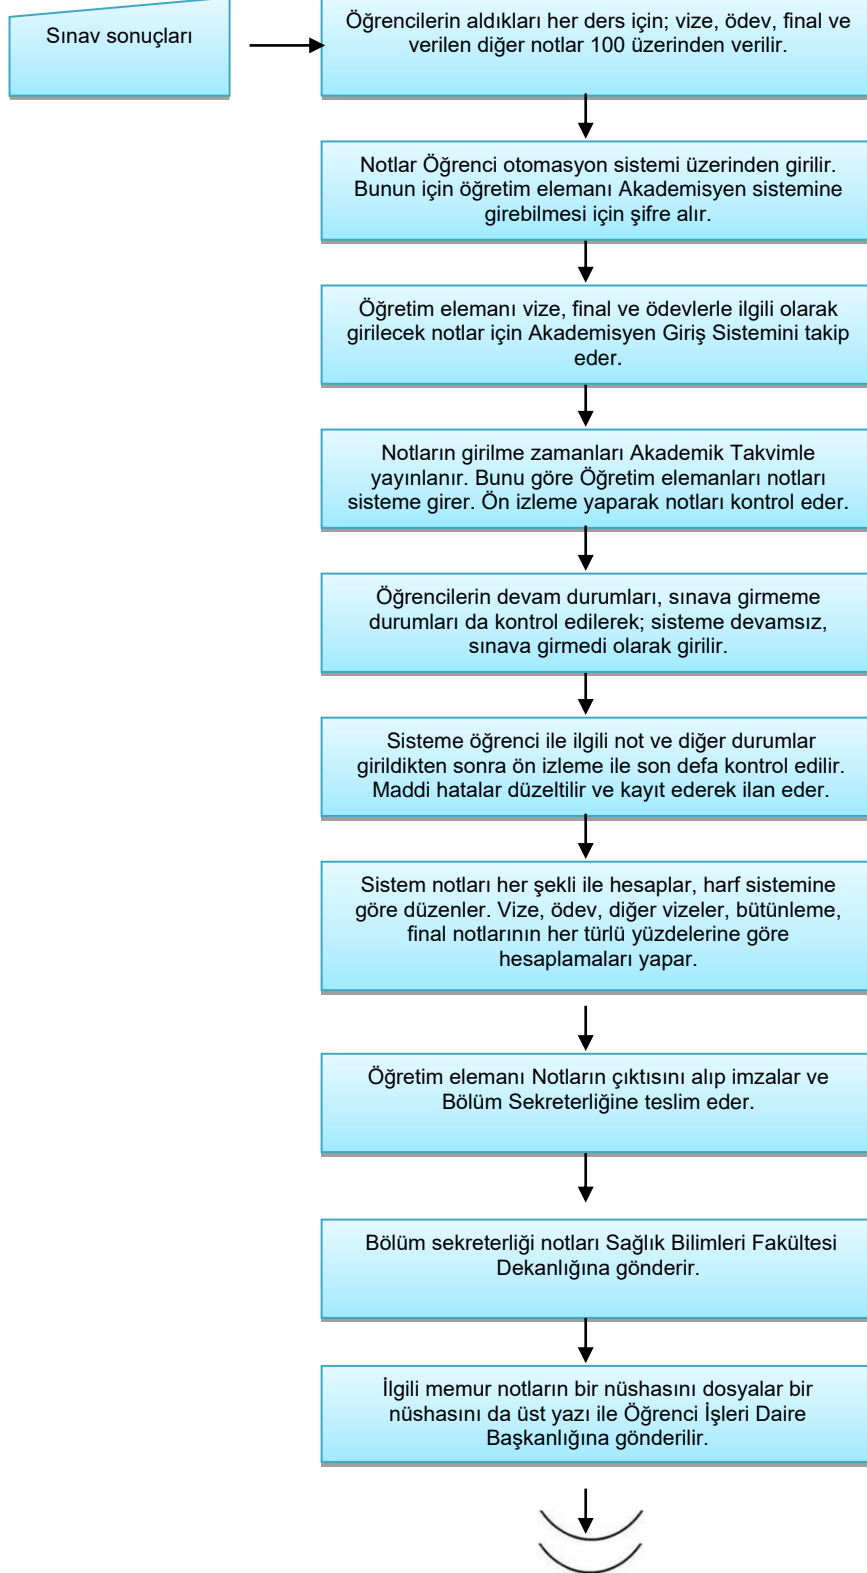 Sınav sonuçları
Öğrencilerin aldıkları her ders için; vize, ödev, final ve
verilen diğer notlar 100 üzerinden verilir.
Notlar Öğrenci otomasyon sistemi üzerinden girilir.
Bunun için öğretim elemanı Akademisyen sistemine
girebilmesi için şifre alır.
Öğretim elemanı vize, final ve ödevlerle ilgili olarak
girilecek notlar için Akademisyen Giriş Sistemini takip
eder.
Notların girilme zamanları Akademik Takvimle
yayınlanır. Bunu göre Öğretim elemanları notları
sisteme girer. Ön izleme yaparak notları kontrol eder.
Öğrencilerin devam durumları, sınava girmeme
durumları da kontrol edilerek; sisteme devamsız,
sınava girmedi olarak girilir.
Sisteme öğrenci ile ilgili not ve diğer durumlar
girildikten sonra ön izleme ile son defa kontrol edilir.
Maddi hatalar düzeltilir ve kayıt ederek ilan eder.
Sistem notları her şekli ile hesaplar, harf sistemine
göre düzenler. Vize, ödev, diğer vizeler, bütünleme,
final notlarının her türlü yüzdelerine göre
hesaplamaları yapar.
Öğretim elemanı Notların çıktısını alıp imzalar ve
Bölüm Sekreterliğine teslim eder.
Bölüm sekreterliği notları Sağlık Bilimleri Fakültesi
Dekanlığına gönderir.
İlgili memur notların bir nüshasını dosyalar bir
nüshasını da üst yazı ile Öğrenci İşleri Daire
Başkanlığına gönderilir.